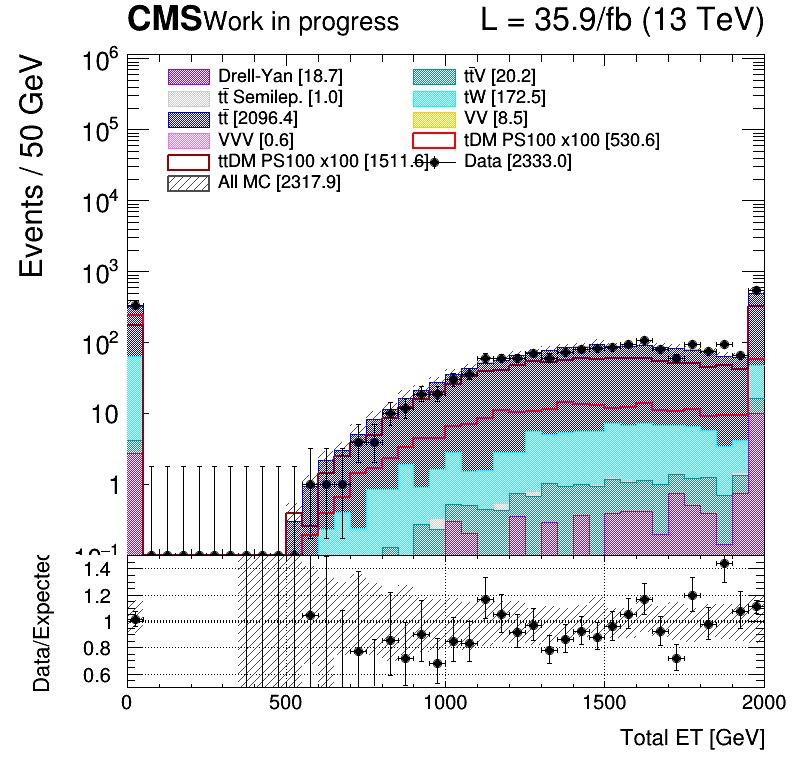 CMS Work in progress L = 35.9/fb (13 TeV)
Events / 50 GeV
10⁶
10⁵
10⁴
10³
10²
10
1
10⁻¹
Drell-Yan [18.7]
tt̄V [20.2]
tt̄ Semilep. [1.0]
tW [172.5]
tt̄ [2096.4]
VV [8.5]
VVV [0.6]
tDM PS100 x100 [530.6]
ttDM PS100 x100 [1511.6]
Data [2333.0]
All MC [2317.9]
Data/Expected
1.4
1.2
1
0.8
0.6
0 500 1000 1500 2000
Total ET [GeV]